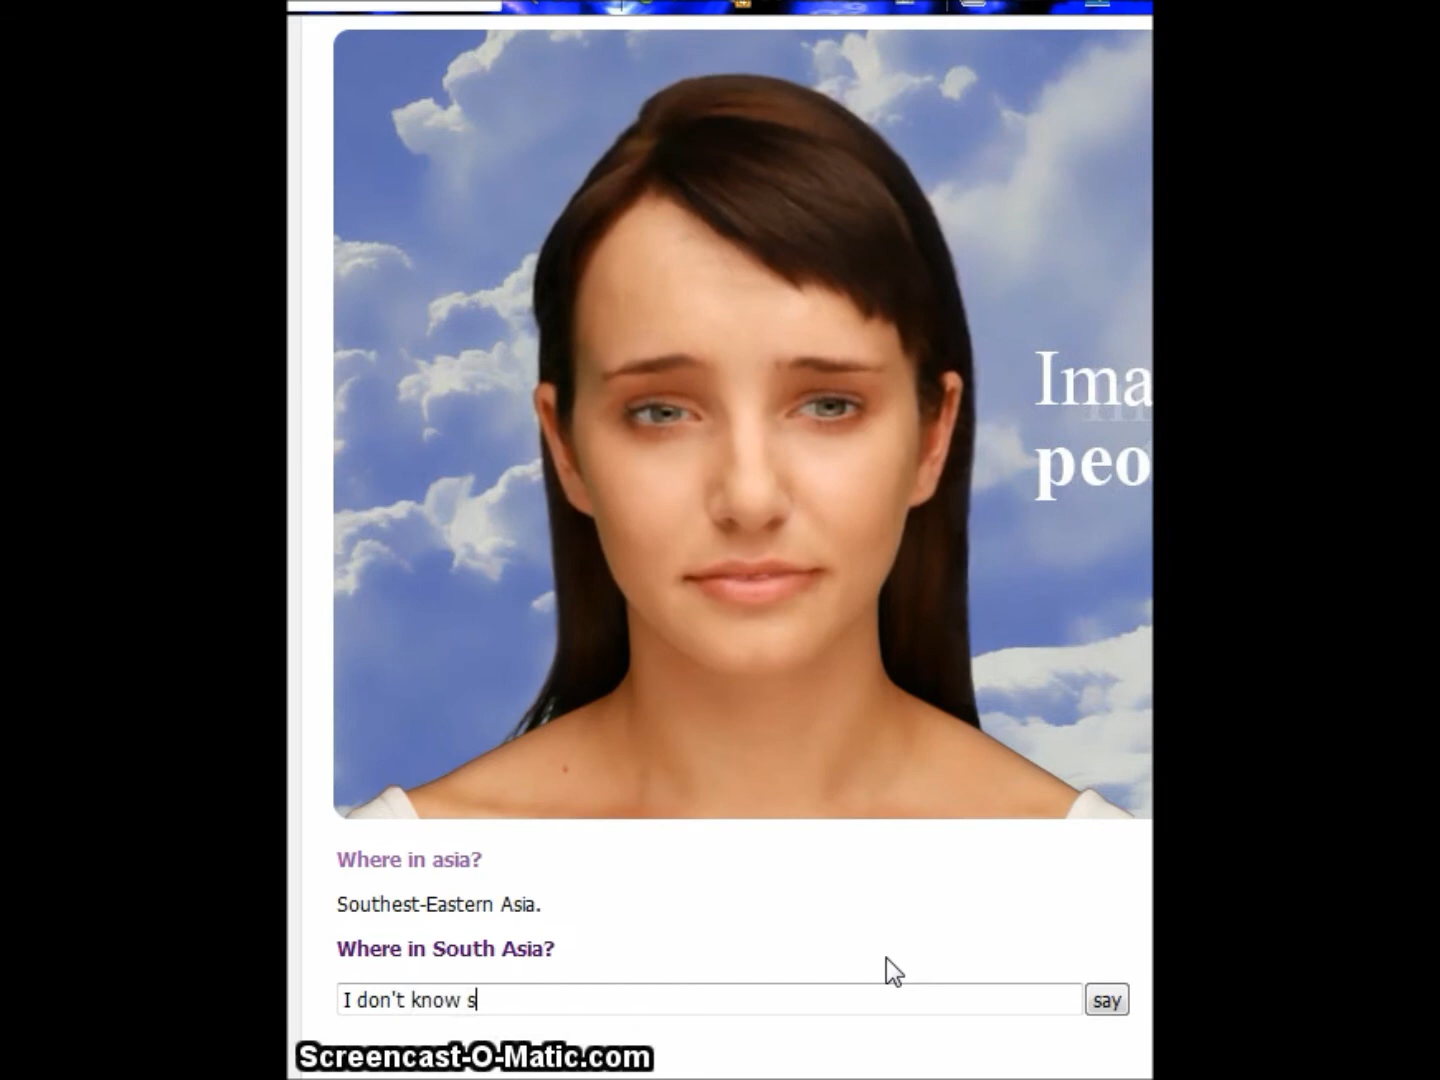 Ima
peo
Where in asia?
Southest-Eastern Asia.
Where in South Asia?
I don't know s
say
Screencast-O-Matic.com